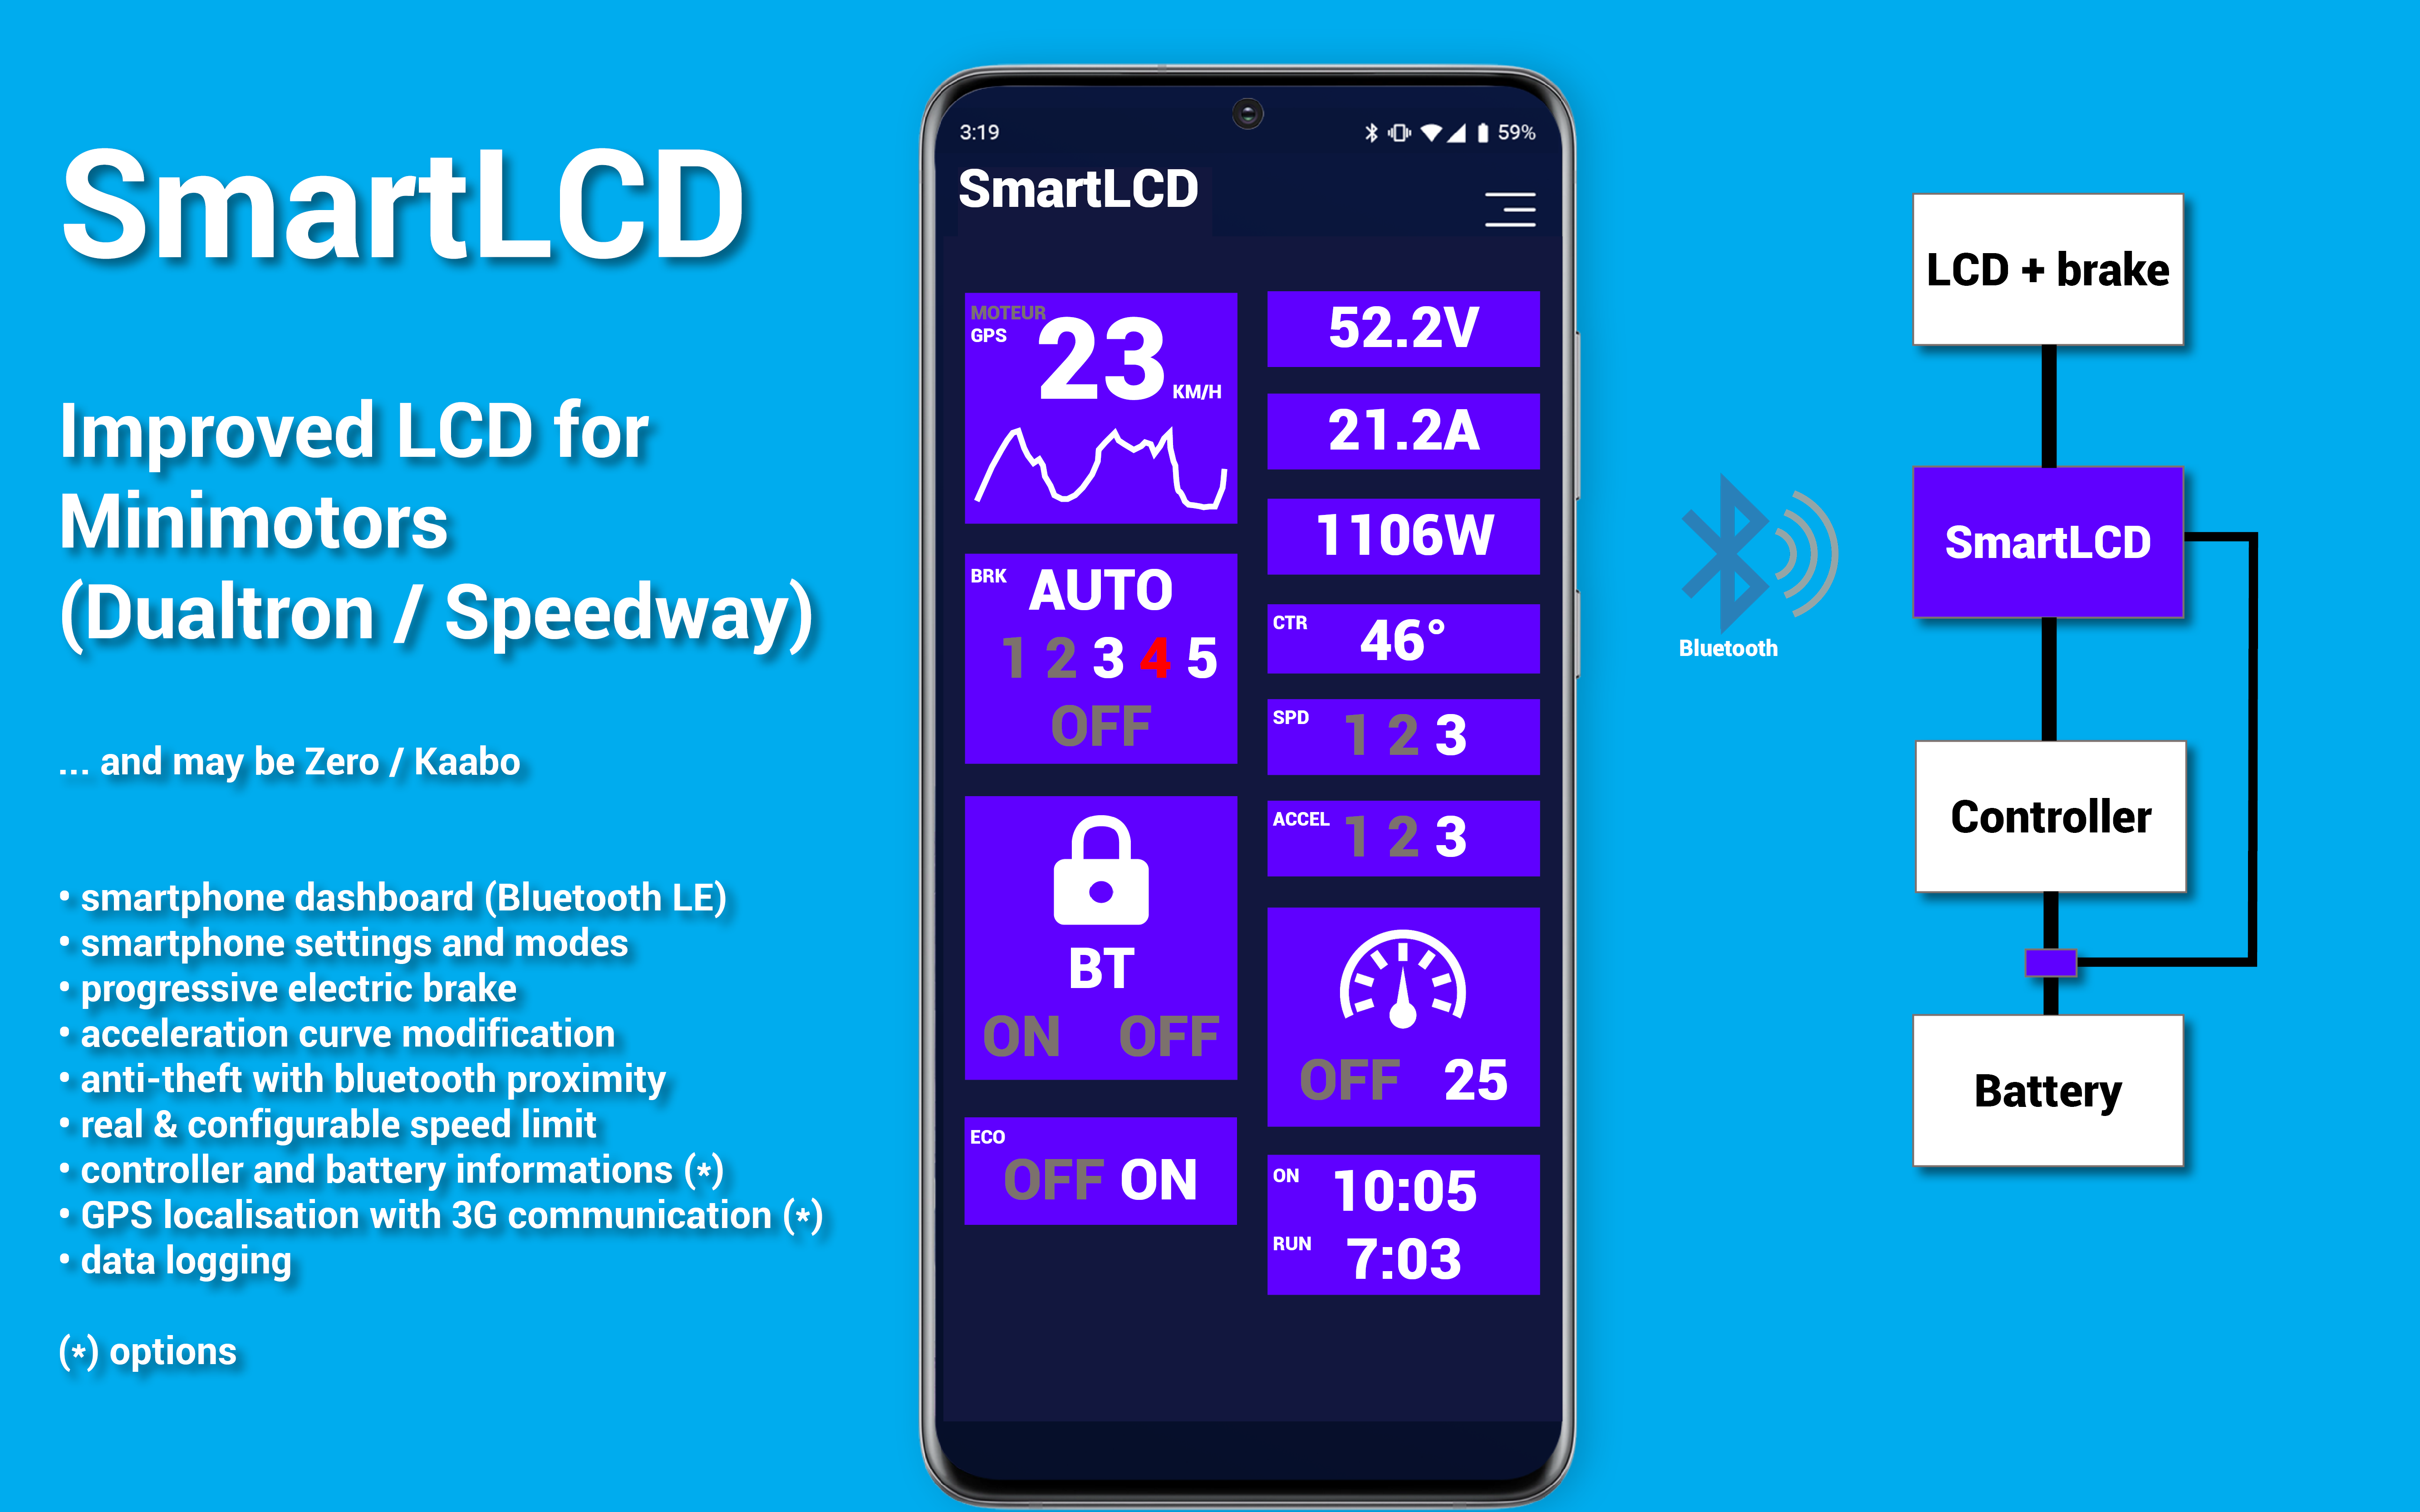 SmartLCD
Improved LCD for
Minimotors
(Dualtron / Speedway)
... and may be Zero / Kaabo
• smartphone dashboard (Bluetooth LE)
• smartphone settings and modes
• progressive electric brake
• acceleration curve modification
• anti-theft with bluetooth proximity
• real & configurable speed limit
• controller and battery informations (*)
• GPS localisation with 3G communication (*)
• data logging
(*) options
3:19
59%
SmartLCD
MOTEUR
GPS
23 KM/H
BRK AUTO
1 2 3 4 5
OFF
BT
ON OFF
ECO
OFF ON
52.2V
21.2A
1106W
CTR 46°
SPD 1 2 3
ACCEL 1 2 3
OFF 25
ON 10:05
RUN 7:03
Bluetooth
LCD + brake
SmartLCD
Controller
Battery